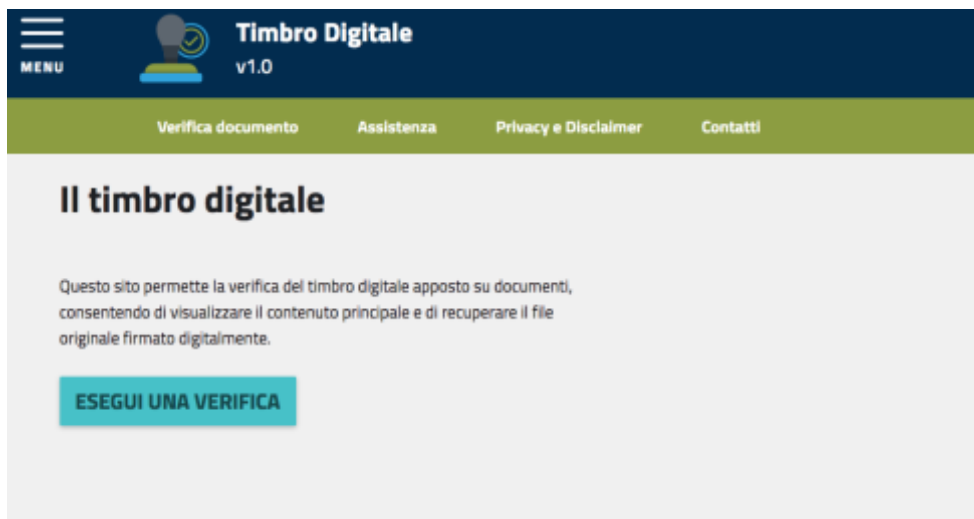 Timbro Digitale
MENU
v1.0
Verifica documento Assistenza Privacy e Disclaimer Contatti
Il timbro digitale
Questo sito permette la verifica del timbro digitale apposto su documenti,
consentendo di visualizzare il contenuto principale e di recuperare il file
originale firmato digitalmente.
ESEGUI UNA VERIFICA